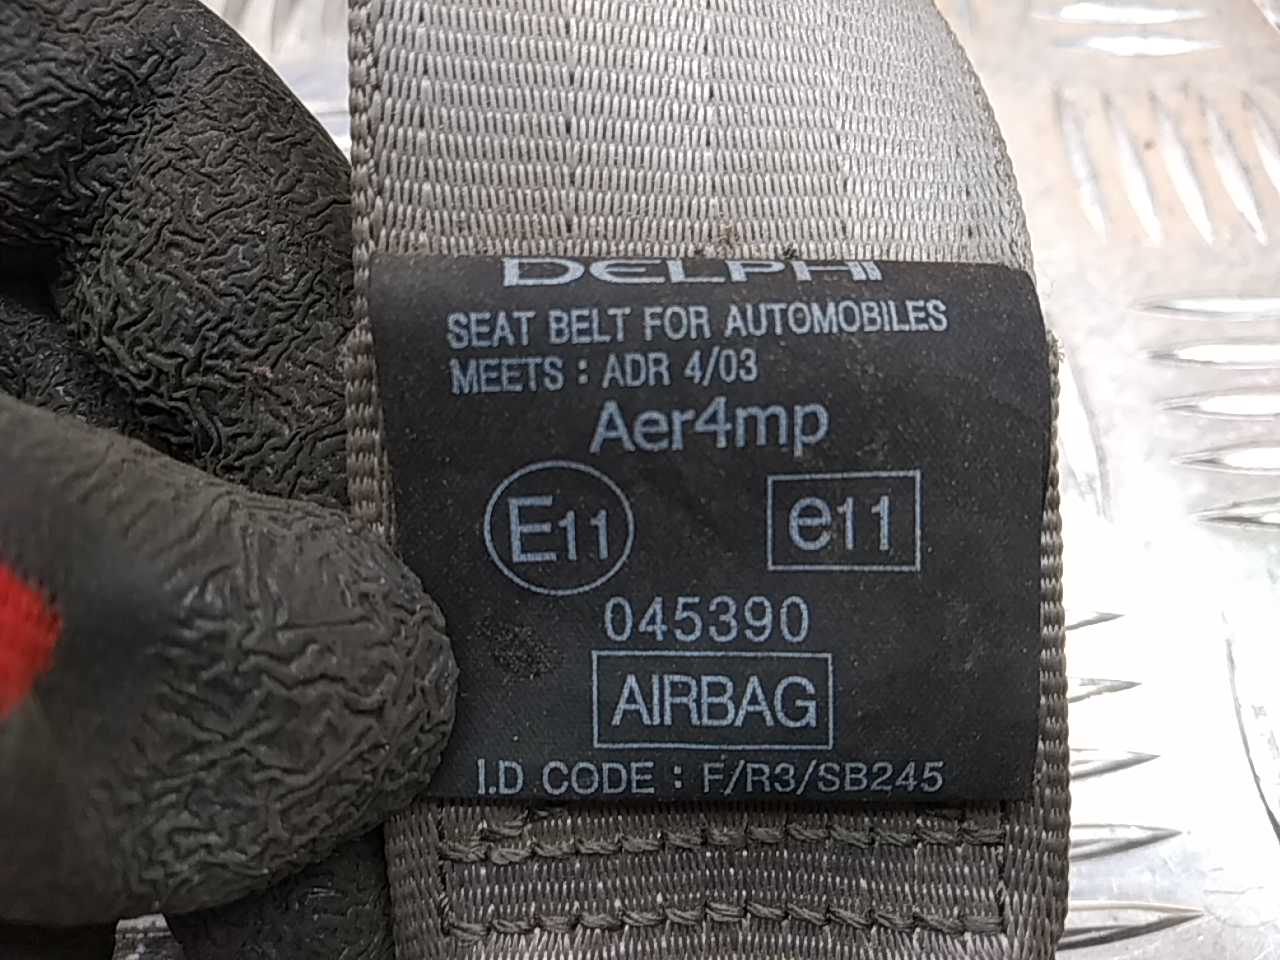 DELPHI
SEAT BELT FOR AUTOMOBILES
MEETS : ADR 4/03
Aer4mp
E11 e11
045390
AIRBAG
I.D CODE : F/R3/SB245